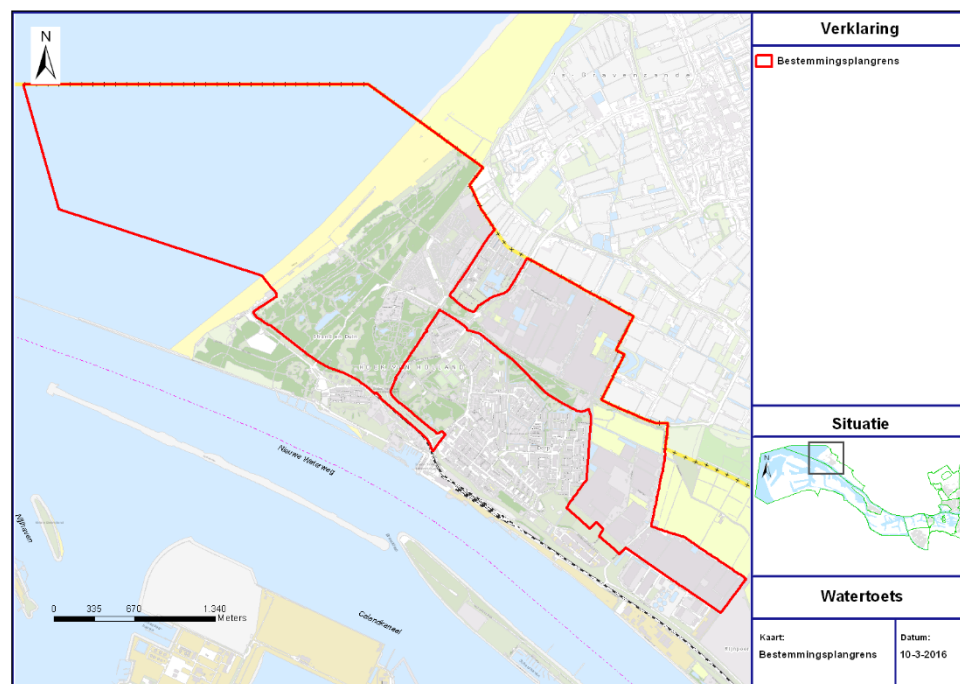 N
's Gravenzande
Nieuwe Waterweg
Calandkanaal
0 335 670 1.340
Meters
Verklaring
Bestemmingsplangrens
Situatie
N
Watertoets
Kaart:
Bestemmingsplangrens
Datum:
10-3-2016